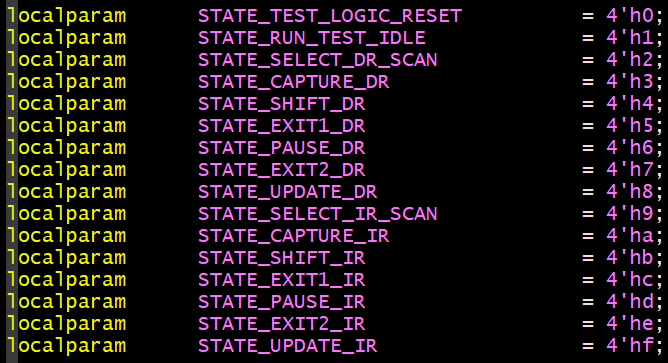 localparam STATE_TEST_LOGIC_RESET = 4'h0;
localparam STATE_RUN_TEST_IDLE = 4'h1;
localparam STATE_SELECT_DR_SCAN = 4'h2;
localparam STATE_CAPTURE_DR = 4'h3;
localparam STATE_SHIFT_DR = 4'h4;
localparam STATE_EXIT1_DR = 4'h5;
localparam STATE_PAUSE_DR = 4'h6;
localparam STATE_EXIT2_DR = 4'h7;
localparam STATE_UPDATE_DR = 4'h8;
localparam STATE_SELECT_IR_SCAN = 4'h9;
localparam STATE_CAPTURE_IR = 4'ha;
localparam STATE_SHIFT_IR = 4'hb;
localparam STATE_EXIT1_IR = 4'hc;
localparam STATE_PAUSE_IR = 4'hd;
localparam STATE_EXIT2_IR = 4'he;
localparam STATE_UPDATE_IR = 4'hf;